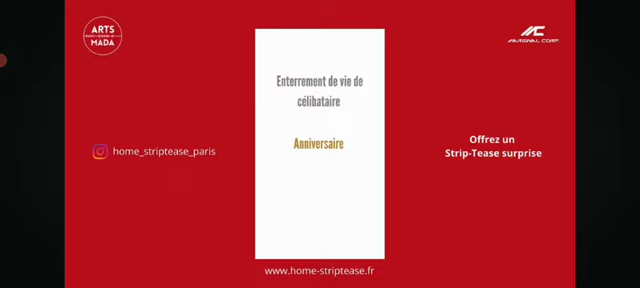 ARTS
MADA
Enterrement de vie de
célibataire
Anniversaire
home_striptease_paris
Offrez un
Strip-Tease surprise
www.home-striptease.fr